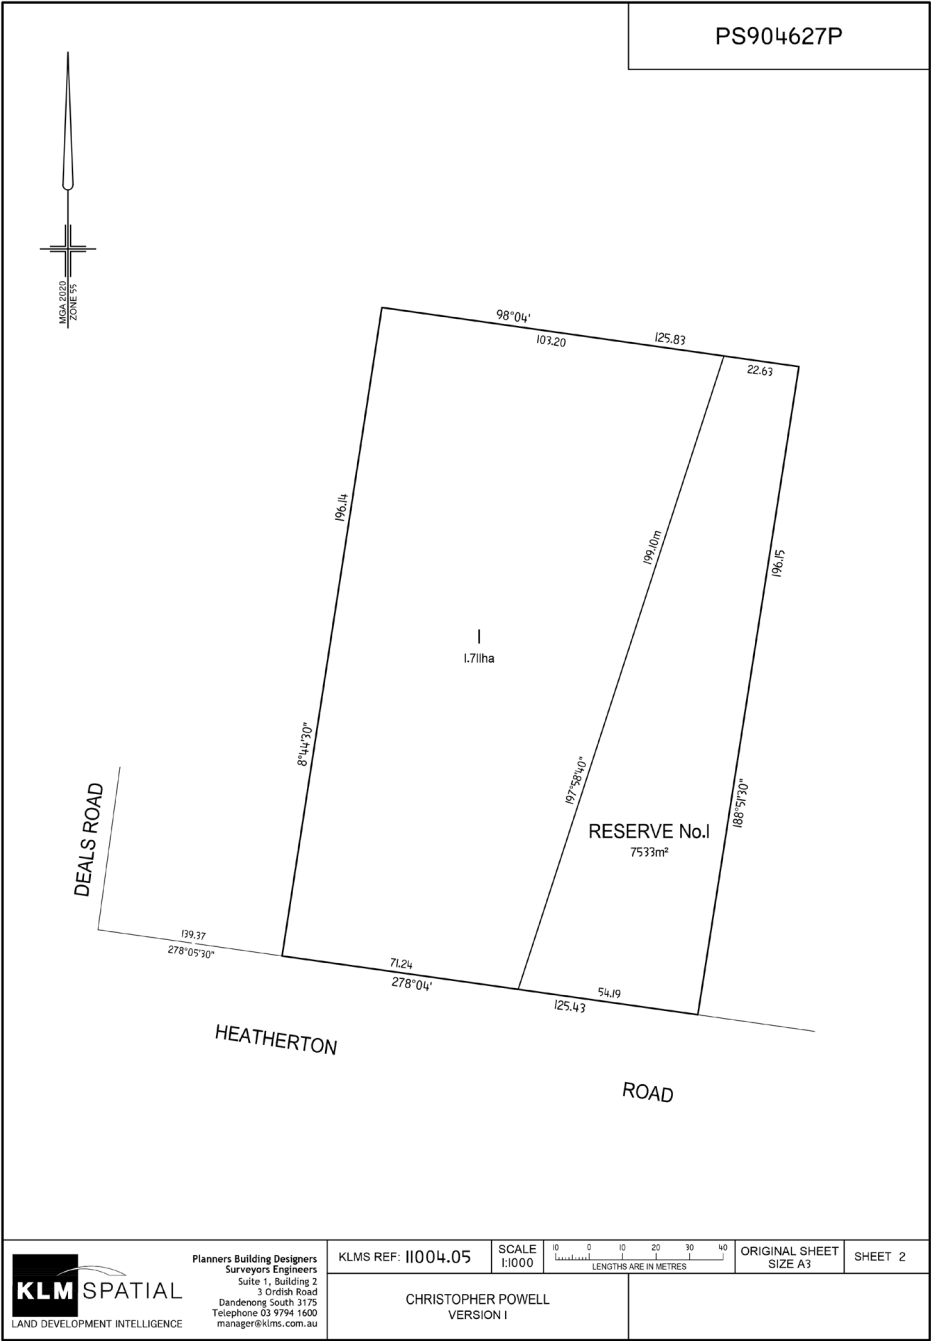 PS904627P
MGA 2020
ZONE 55
98°04'
103.20
125.83
22.63
196.14
199.10m
196.15
1
1.711ha
8°44'30"
197°58'40"
188°51'30"
RESERVE No.1
7533m²
DEALS ROAD
139.37
278°05'30"
71.24
278°04'
54.19
125.43
HEATHERTON
ROAD
KLM SPATIAL
LAND DEVELOPMENT INTELLIGENCE
Planners Building Designers
Surveyors Engineers
Suite 1, Building 2
3 Ordish Road
Dandenong South 3175
Telephone 03 9794 1600
manager@klms.com.au
KLMS REF: 11004.05
SCALE
1:1000
10 0 10 20 30 40
LENGTHS ARE IN METRES
ORIGINAL SHEET
SIZE A3
SHEET 2
CHRISTOPHER POWELL
VERSION 1